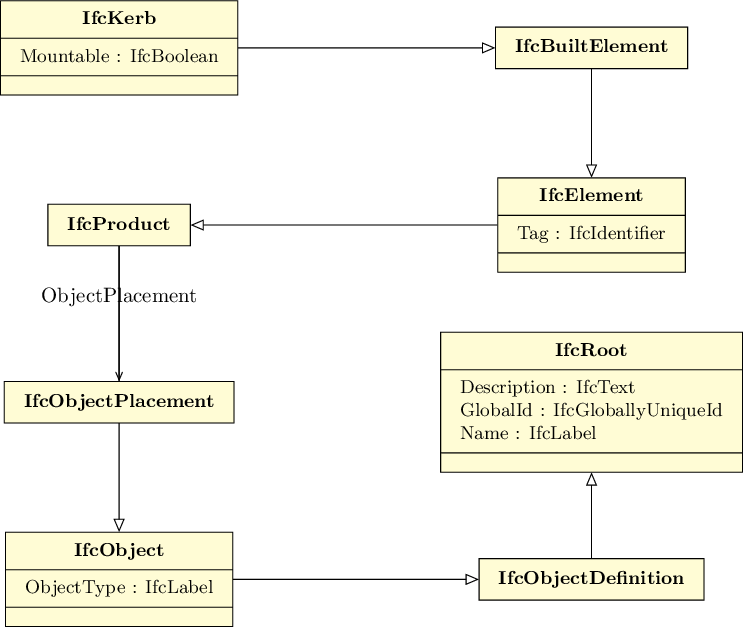 IfcKerb
Mountable : IfcBoolean
IfcBuiltElement
IfcElement
Tag : IfcIdentifier
IfcProduct
ObjectPlacement
IfcRoot
Description : IfcText
GlobalId : IfcGloballyUniqueId
Name : IfcLabel
IfcObjectPlacement
IfcObject
ObjectType : IfcLabel
IfcObjectDefinition